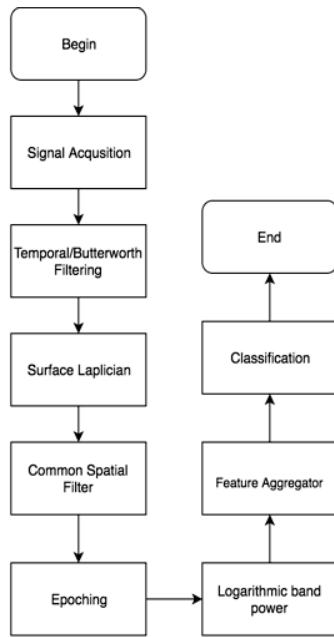 Begin
Signal Acqusition
Temporal/Butterworth
Filtering
Surface Laplician
Common Spatial
Filter
Epoching
Logarithmic band
power
Feature Aggregator
Classification
End